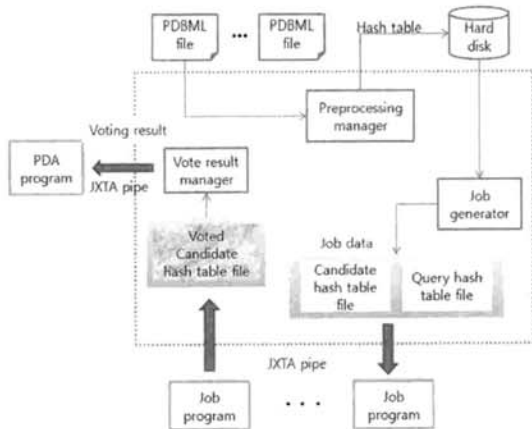 PDBML
file
...
PDBML
file
Hash table
Hard
disk
Preprocessing
manager
Voting result
PDA
program
JXTA pipe
Vote result
manager
Job
generator
Voted
Candidate
hash table file
Job data
Candidate
hash table
file
Query hash
table file
JXTA pipe
Job
program
. . .
Job
program